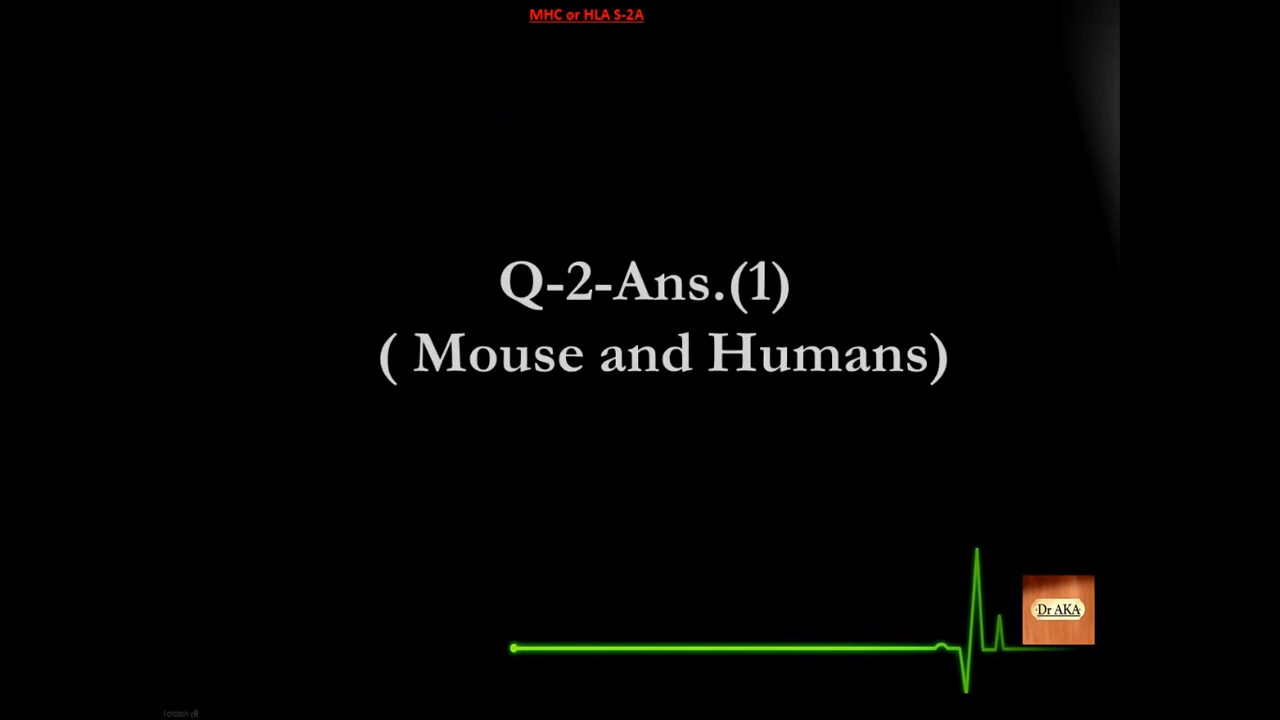 MHC or HLA S-2A
Q-2-Ans.(1)
( Mouse and Humans)
Dr AKA